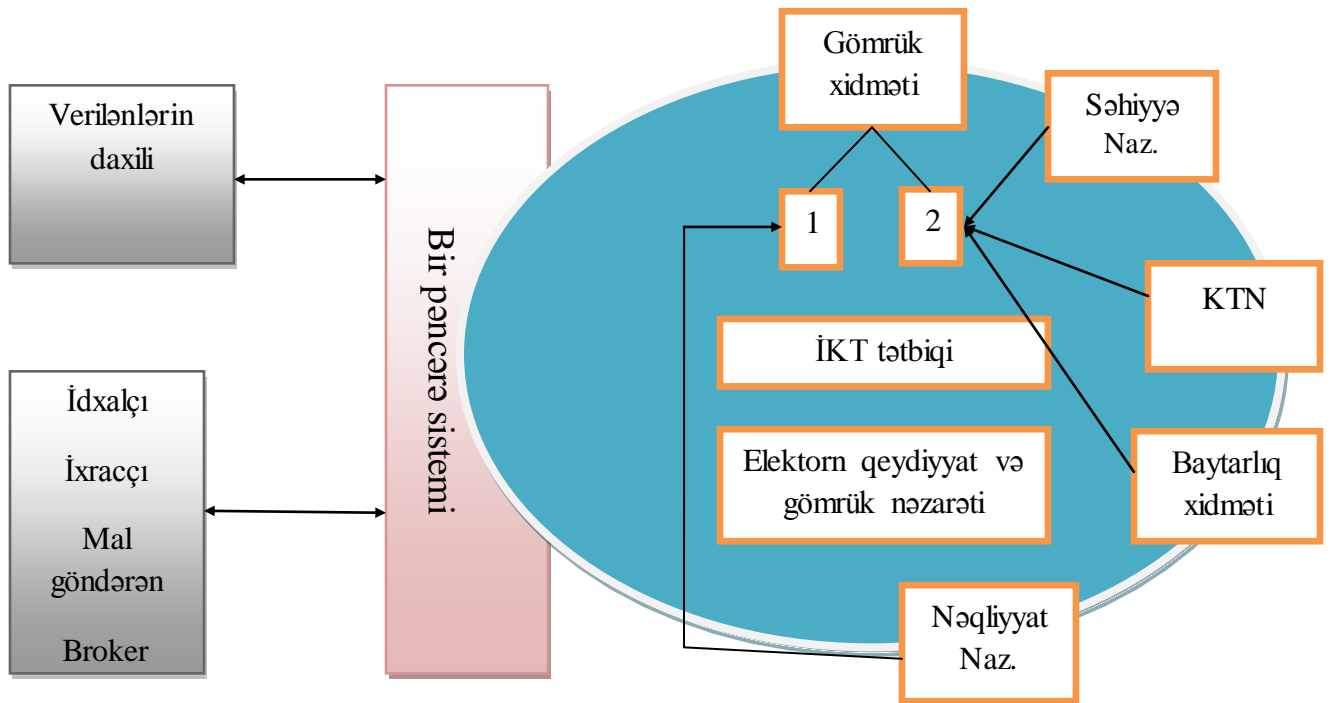 Verilənlərin
daxili
İdxalçı
İxracçı
Mal
göndərən
Broker
Bir pəncərə sistemi
Gömrük
xidməti
1
2
Səhiyyə
Naz.
KTN
İKT tətbiqi
Elektorn qeydiyyat və
gömrük nəzarəti
Baytarlıq
xidməti
Nəqliyyat
Naz.